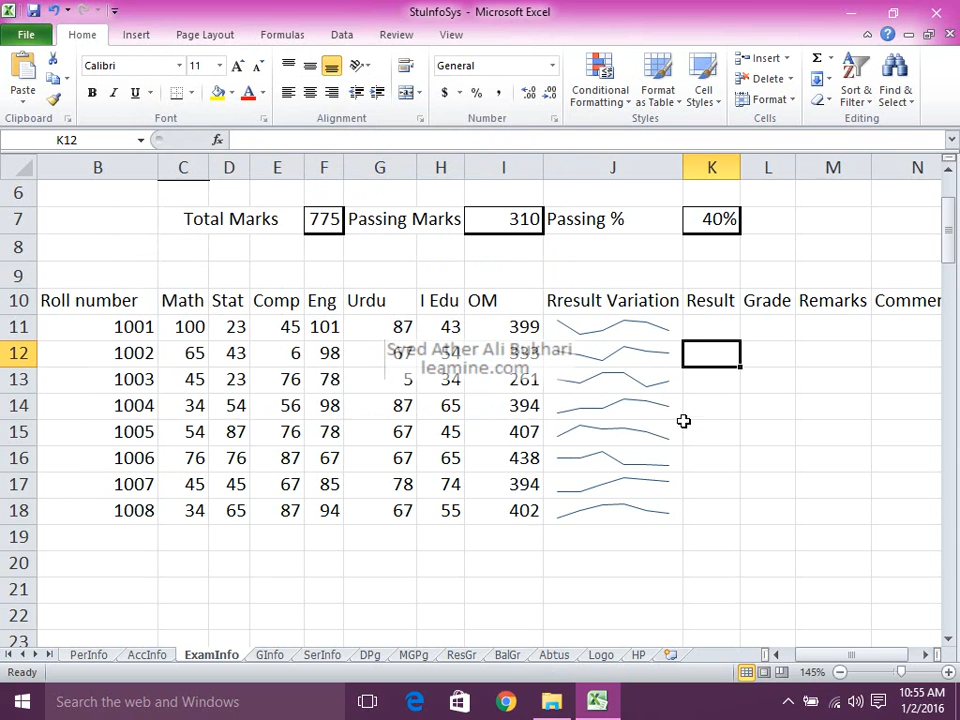 StuInfoSys - Microsoft Excel
File Home Insert Page Layout Formulas Data Review View
Calibri 11 General Insert
Paste Delete
B I U $ % , Conditional Formatting Format as Table Cell Styles Format Sort & Filter Find & Select
Clipboard Font Alignment Number Styles Cells Editing
K12 fx
B C D E F G H I J K L M N
6
7 Total Marks 775 Passing Marks 310 Passing % 40%
8
9
10 Roll number Math Stat Comp Eng Urdu I Edu OM Rresult Variation Result Grade Remarks Commer
11 1001 100 23 45 101 87 43 399
12 1002 65 43 6 98 67 54 333
Syed Ather Ali Bukhari
learnine.com
13 1003 45 23 76 78 5 34 261
14 1004 34 54 56 98 87 65 394
15 1005 54 87 76 78 67 45 407
16 1006 76 76 87 67 67 65 438
17 1007 45 45 67 85 78 74 394
18 1008 34 65 87 94 67 55 402
19
20
21
22
23
PerInfo AccInfo ExamInfo GInfo SerInfo DPg MGPg ResGr BalGr Abtus Logo HP
Ready 145%
Search the web and Windows 10:55 AM
1/2/2016